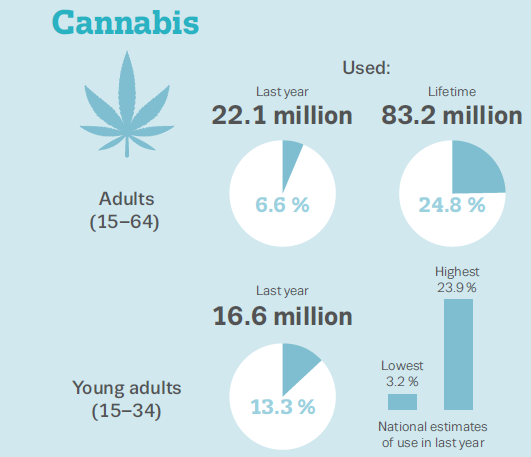 Cannabis
Used:
Last year
22.1 million
6.6 %
Lifetime
83.2 million
24.8 %
Adults
(15–64)
Last year
16.6 million
13.3 %
Young adults
(15–34)
Lowest
3.2 %
Highest
23.9 %
National estimates
of use in last year